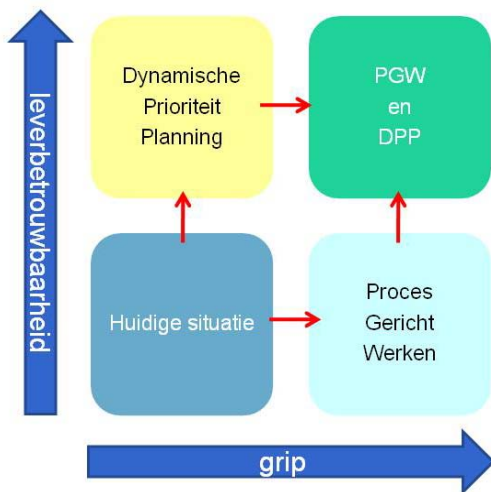 leverbetrouwbaarheid
Dynamische
Prioriteit
Planning
PGW
en
DPP
Huidige situatie
Proces
Gericht
Werken
grip